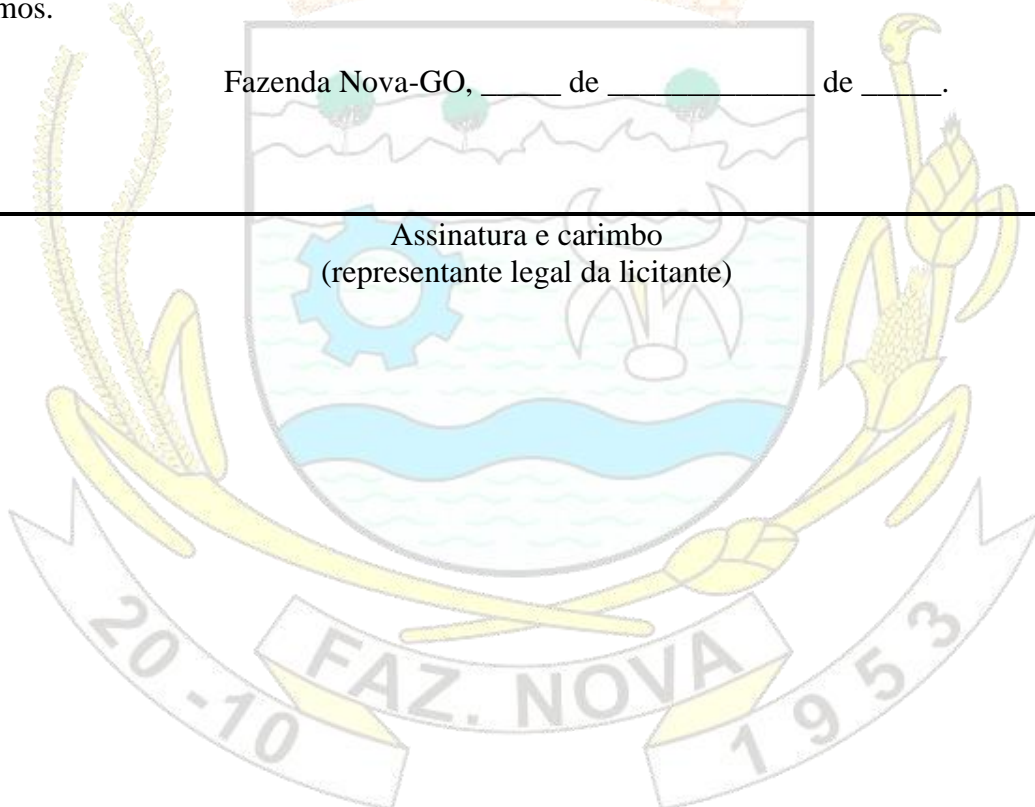 mos.
Fazenda Nova-GO, _____ de _____________ de _____.
Assinatura e carimbo
(representante legal da licitante)
20-10 FAZ. NOVA 1953